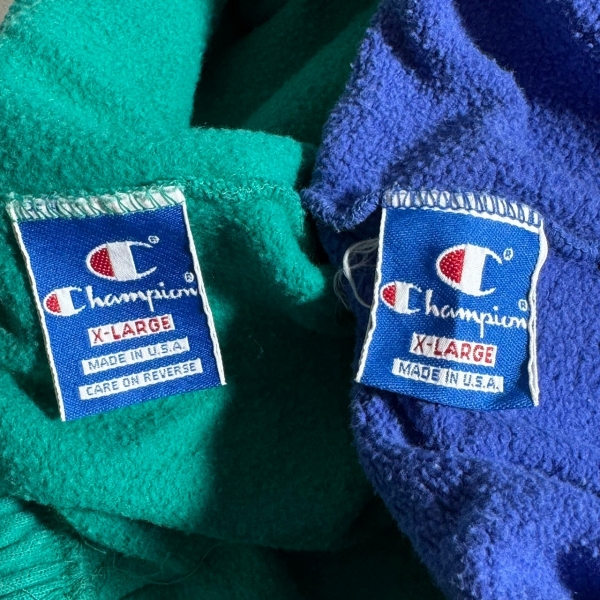 C®
Champion®
X-LARGE
MADE IN U.S.A.
CARE ON REVERSE
C®
Champion®
X-LARGE
MADE IN U.S.A.